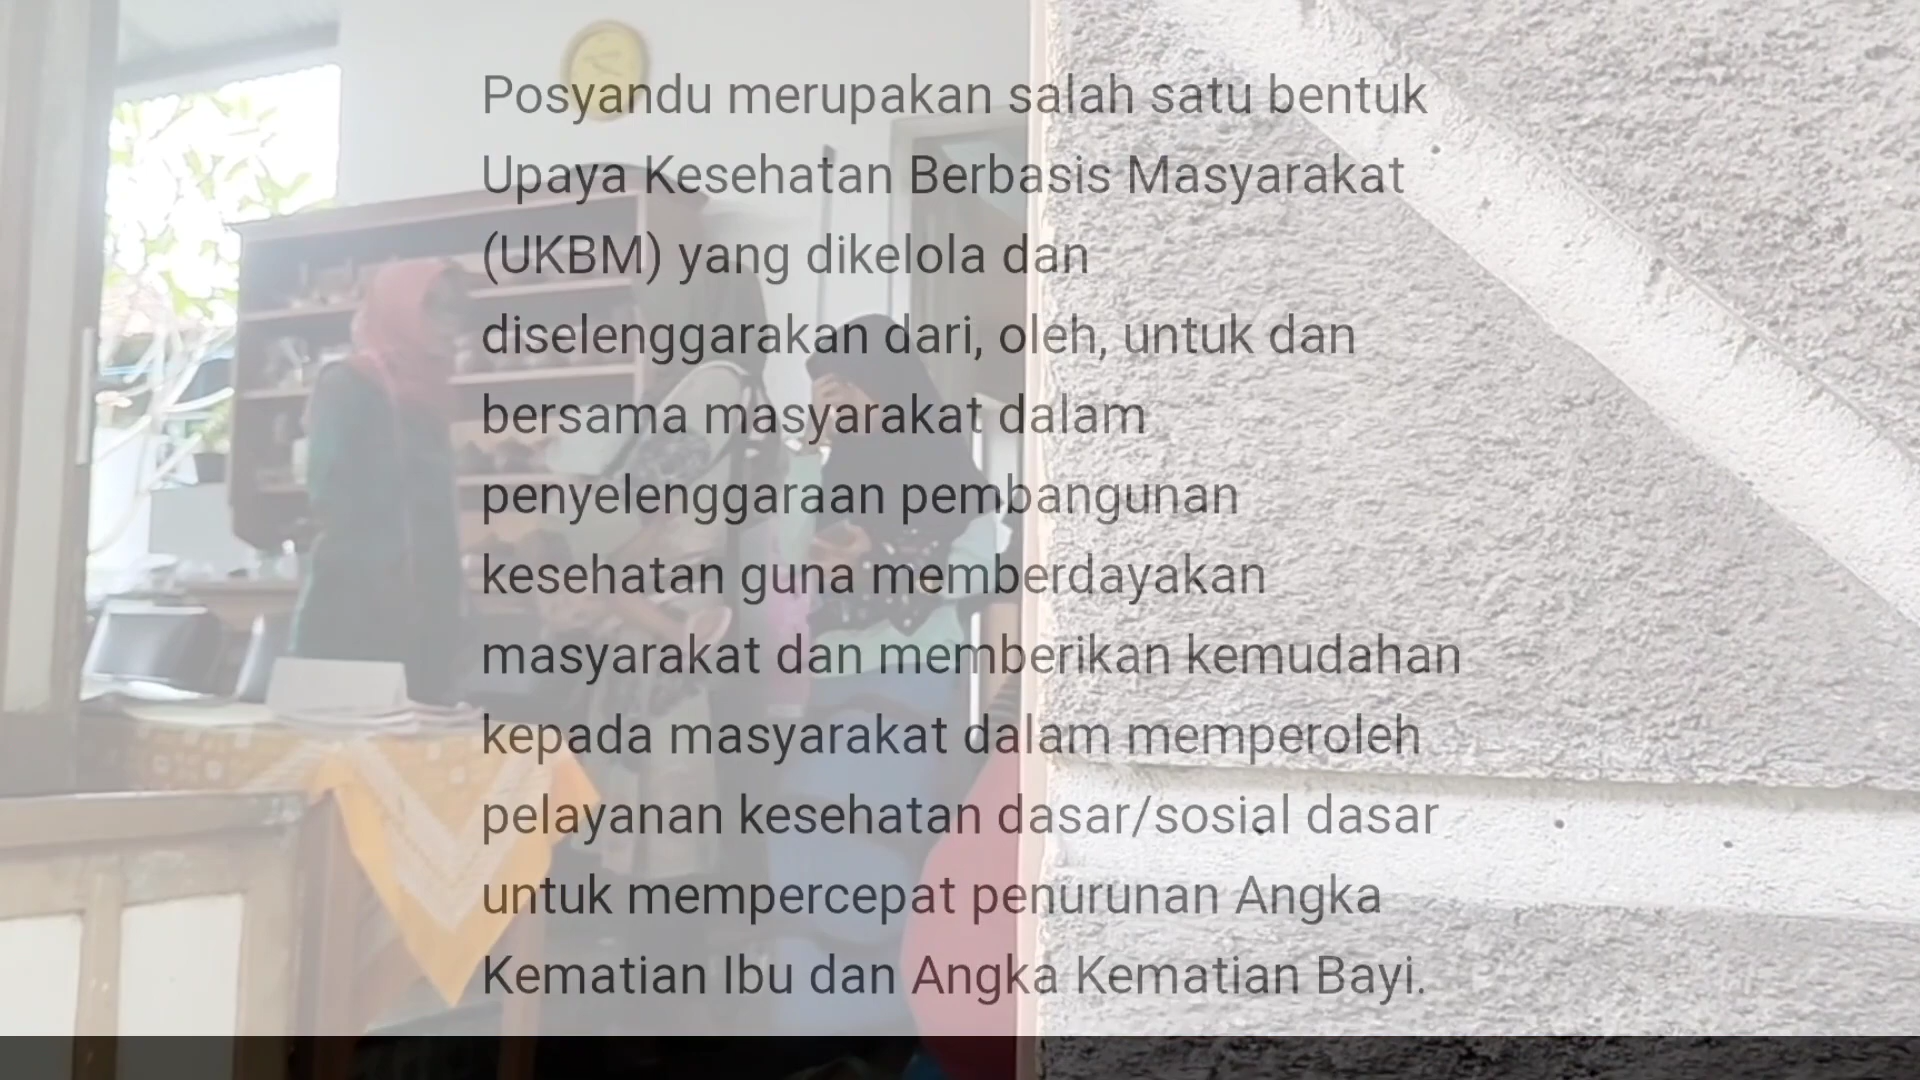 Posyandu merupakan salah satu bentuk
Upaya Kesehatan Berbasis Masyarakat
(UKBM) yang dikelola dan
diselenggarakan dari, oleh, untuk dan
bersama masyarakat dalam
penyelenggaraan pembangunan
kesehatan guna memberdayakan
masyarakat dan memberikan kemudahan
kepada masyarakat dalam memperoleh
pelayanan kesehatan dasar/sosial dasar
untuk mempercepat penurunan Angka
Kematian Ibu dan Angka Kematian Bayi.